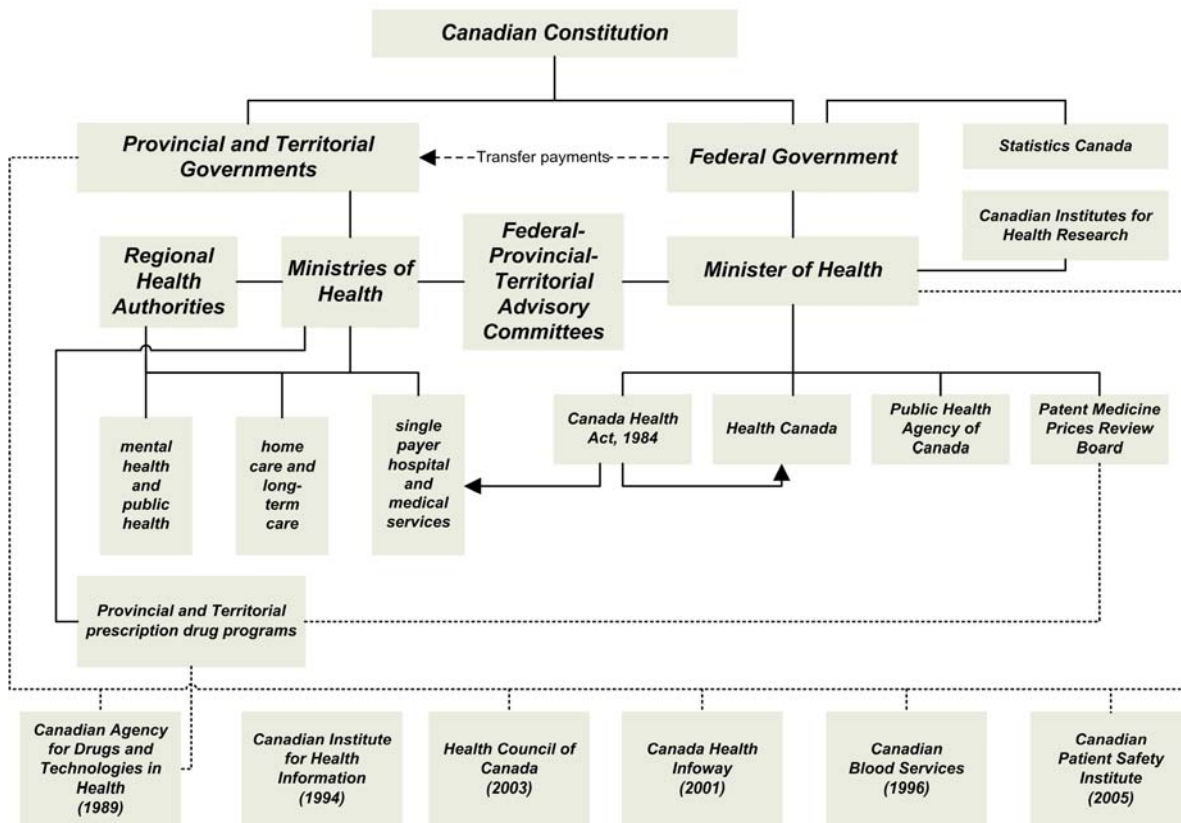 Canadian Constitution
Provincial and Territorial
Governments
Transfer payments
Federal Government
Statistics Canada
Canadian Institutes for
Health Research
Regional
Health
Authorities
Ministries of
Health
Federal-
Provincial-
Territorial
Advisory
Committees
Minister of Health
mental
health
and
public
health
home
care and
long-
term
care
single
payer
hospital
and
medical
services
Canada Health
Act, 1984
Health Canada
Public Health
Agency of
Canada
Patent Medicine
Prices Review
Board
Provincial and Territorial
prescription drug programs
Canadian Agency
for Drugs and
Technologies in
Health
(1989)
Canadian Institute
for Health
Information
(1994)
Health Council of
Canada
(2003)
Canada Health
Infoway
(2001)
Canadian
Blood Services
(1996)
Canadian
Patient Safety
Institute
(2005)